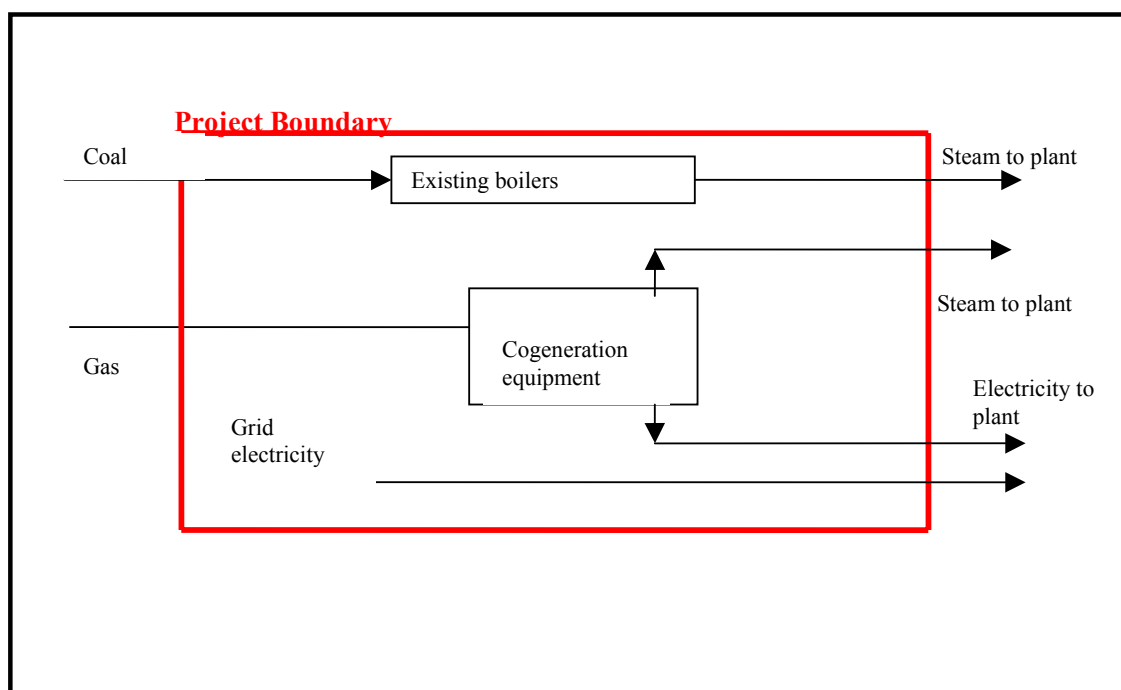 Project Boundary
Coal
Existing boilers
Steam to plant
Steam to plant
Gas
Cogeneration
equipment
Electricity to
plant
Grid
electricity